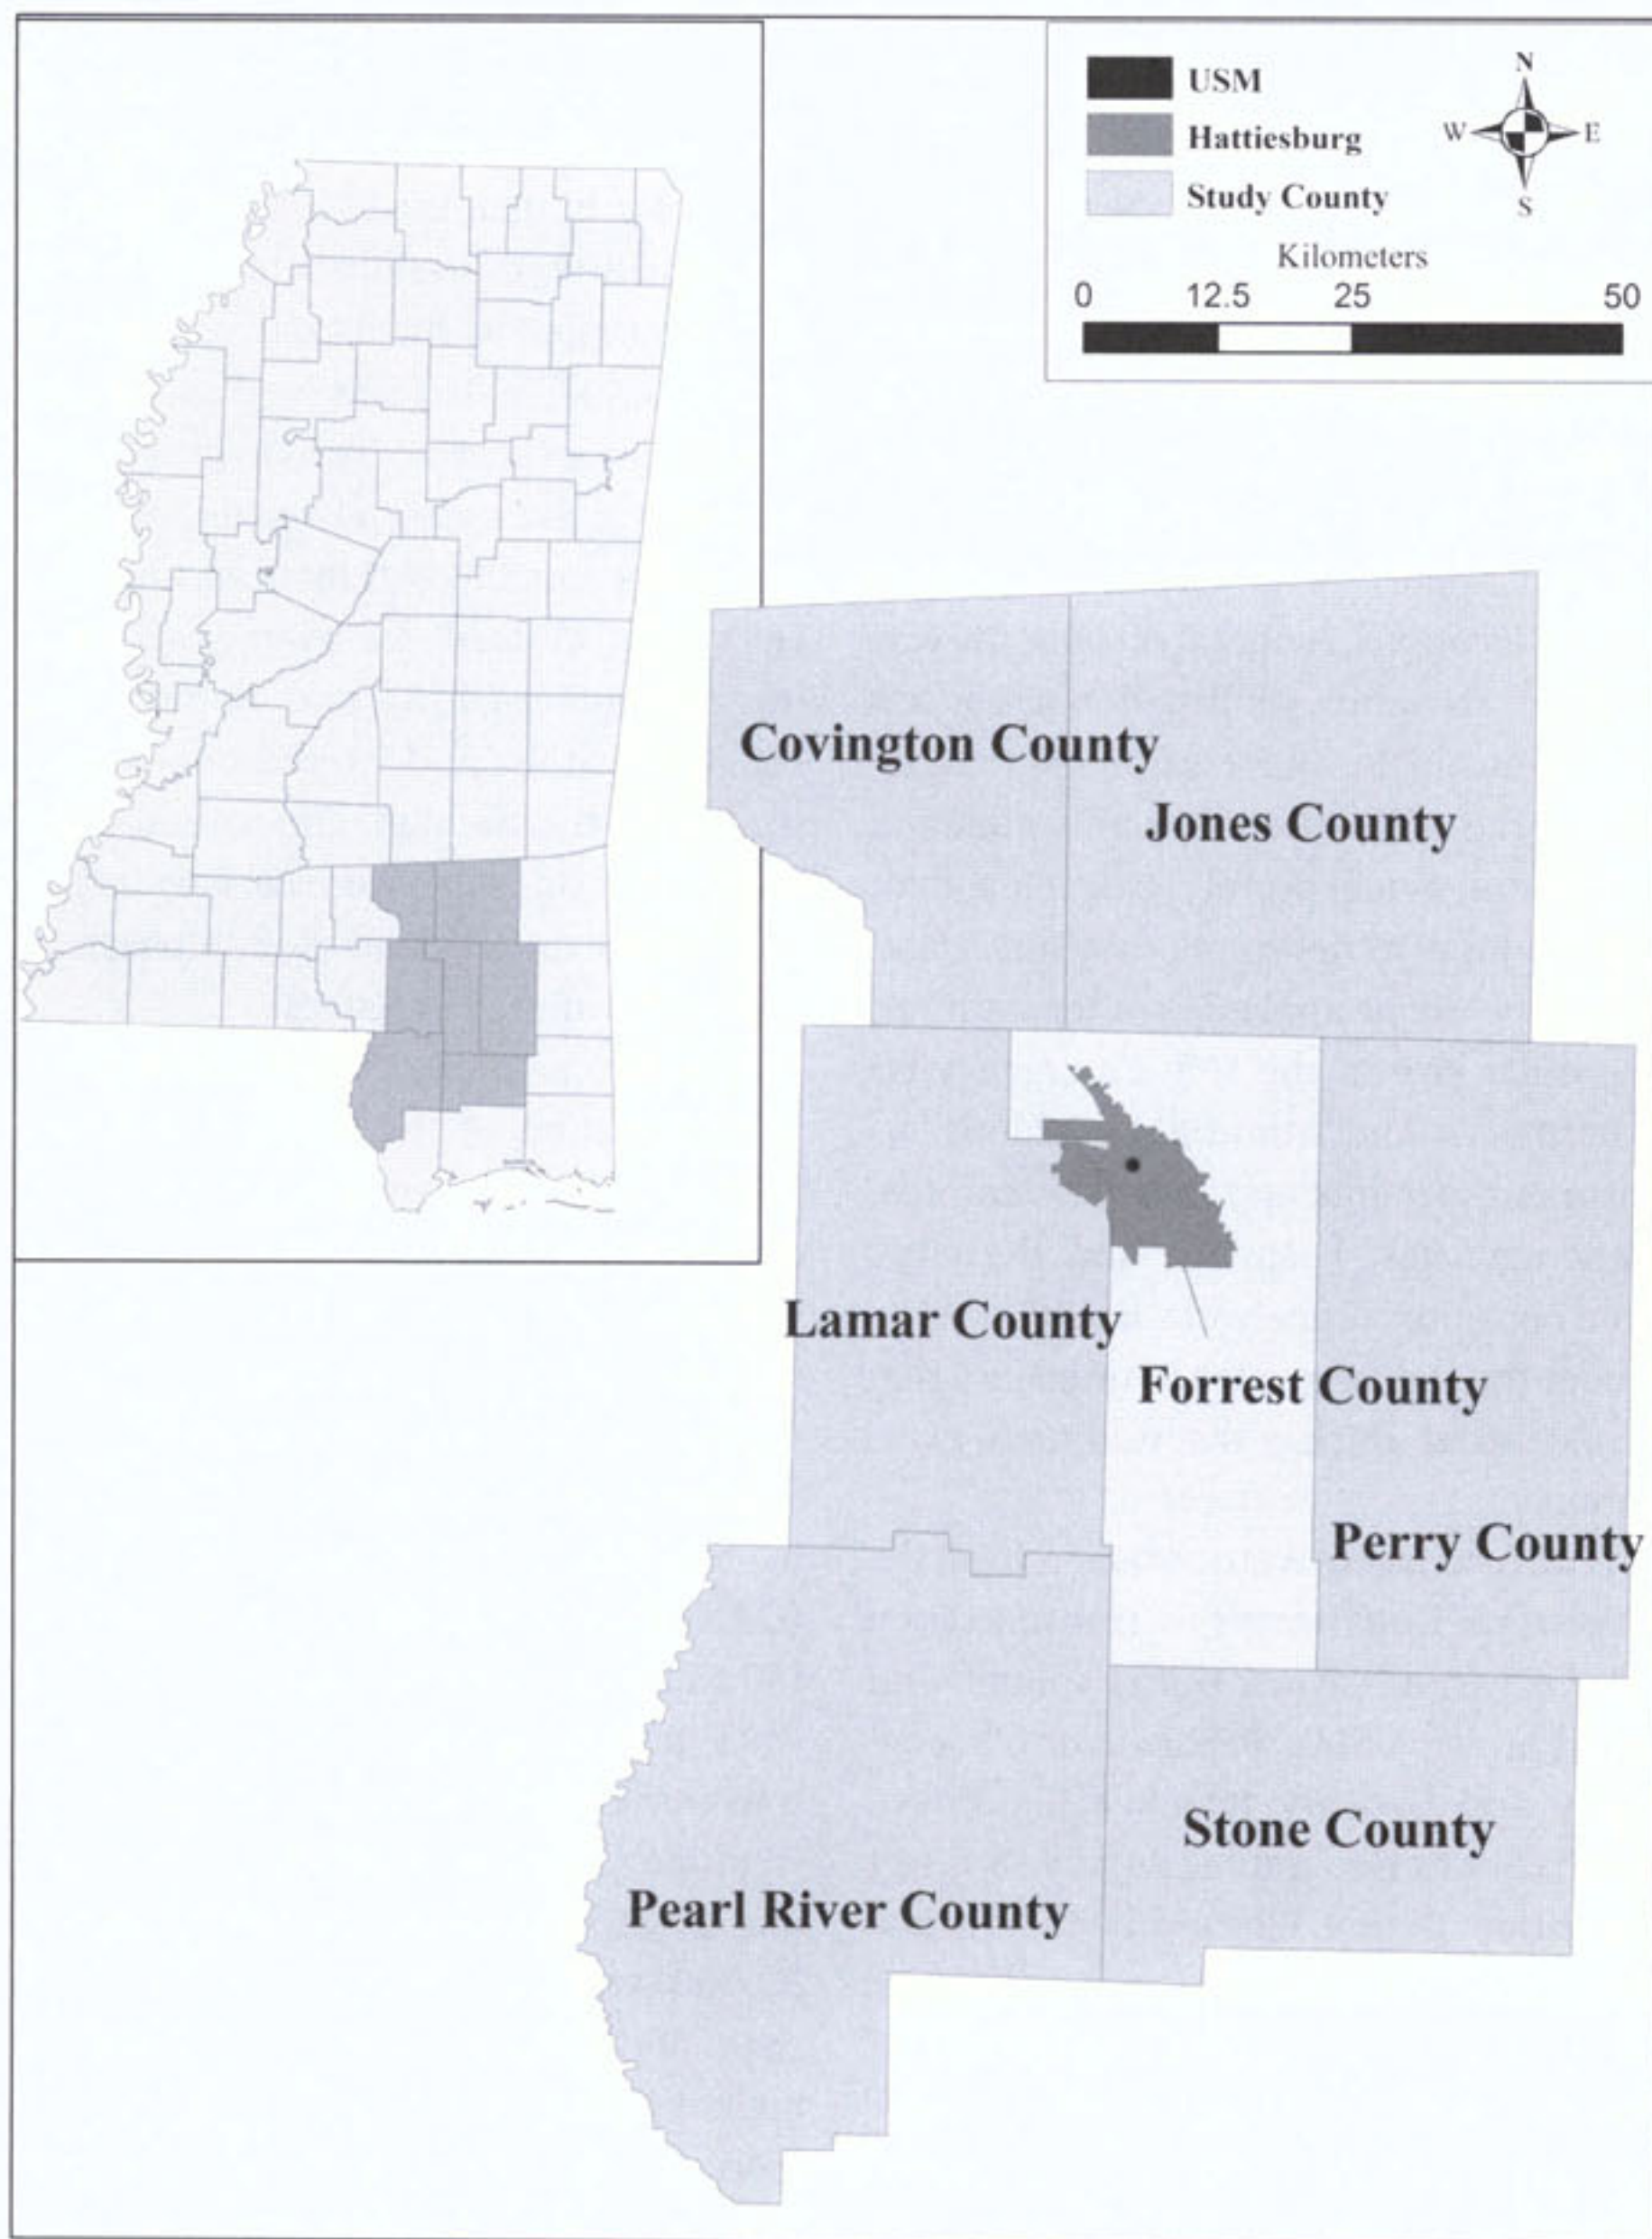 USM
Hattiesburg
Study County
N
W E
S
Kilometers
0 12.5 25 50
Covington County
Jones County
Lamar County
Forrest County
Perry County
Stone County
Pearl River County